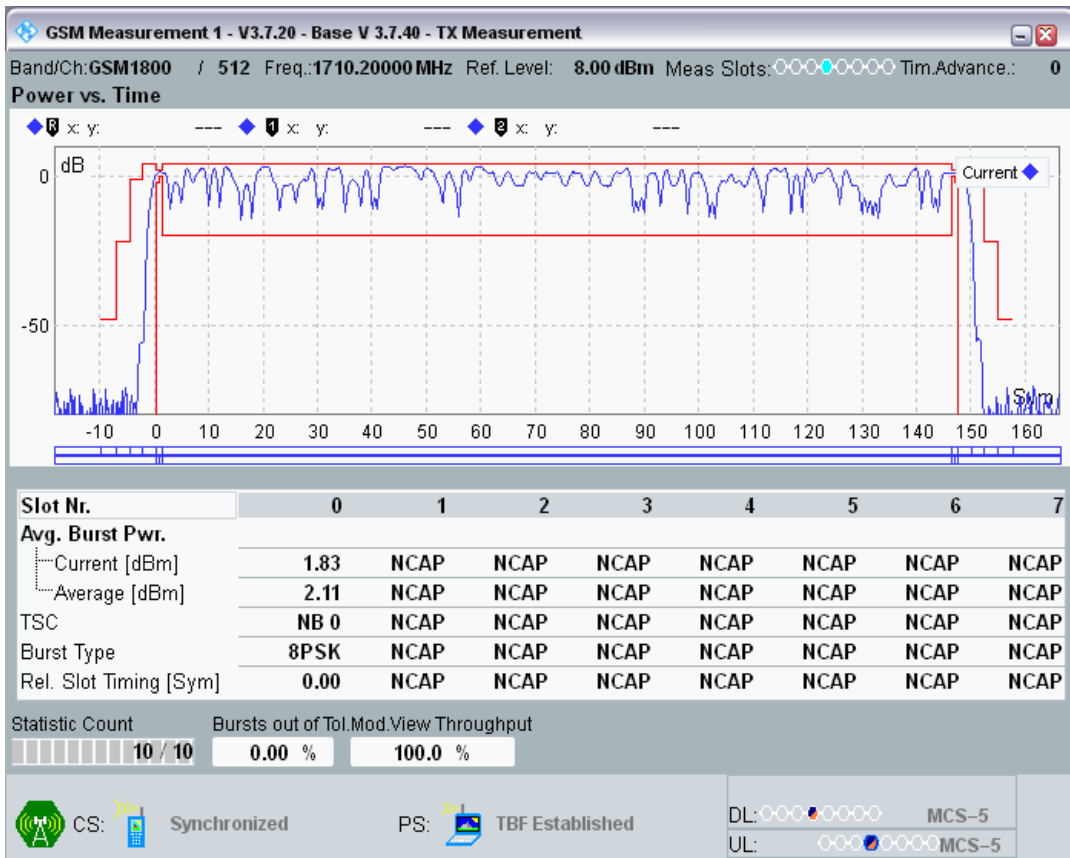 GSM Measurement 1 - V3.7.20 - Base V 3.7.40 - TX Measurement
Band/Ch:GSM1800 / 512 Freq.:1710.20000 MHz Ref. Level: 8.00 dBm Meas Slots: Tim.Advance.: 0
Power vs. Time
R x: y: --- 1 x: y: --- 2 x: y: ---
dB
Current
0
-50
Sym
-10 0 10 20 30 40 50 60 70 80 90 100 110 120 130 140 150 160
Slot Nr. 0 1 2 3 4 5 6 7
Avg. Burst Pwr.
Current [dBm] 1.83 NCAP NCAP NCAP NCAP NCAP NCAP NCAP
Average [dBm] 2.11 NCAP NCAP NCAP NCAP NCAP NCAP NCAP
TSC NB 0 NCAP NCAP NCAP NCAP NCAP NCAP NCAP
Burst Type 8PSK NCAP NCAP NCAP NCAP NCAP NCAP NCAP
Rel. Slot Timing [Sym] 0.00 NCAP NCAP NCAP NCAP NCAP NCAP NCAP
Statistic Count Bursts out of Tol.Mod.View Throughput
10 / 10 0.00 % 100.0 %
CS: Synchronized PS: TBF Established
DL: MCS-5
UL: MCS-5